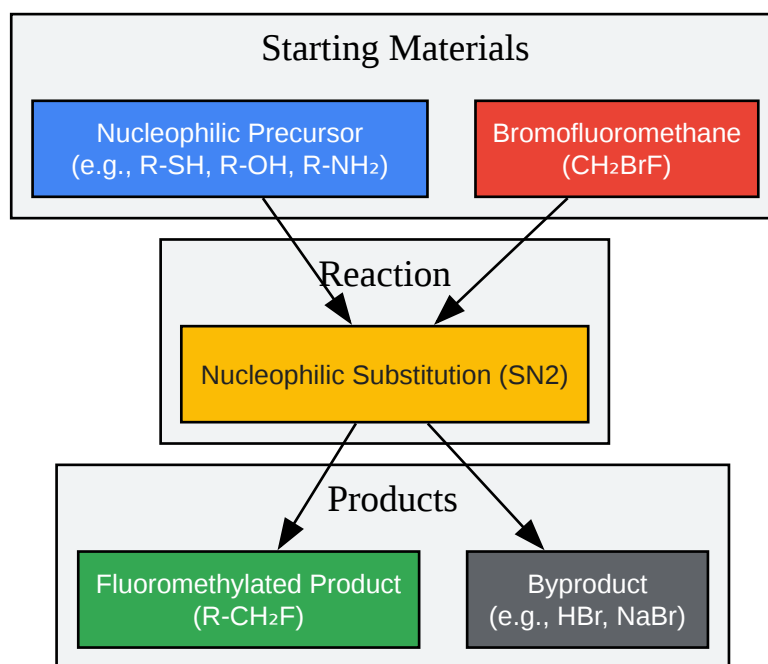 Starting Materials
Nucleophilic Precursor
(e.g., R-SH, R-OH, R-NH₂)
Bromofluoromethane
(CH₂BrF)
Reaction
Nucleophilic Substitution (SN2)
Products
Fluoromethylated Product
(R-CH₂F)
Byproduct
(e.g., HBr, NaBr)